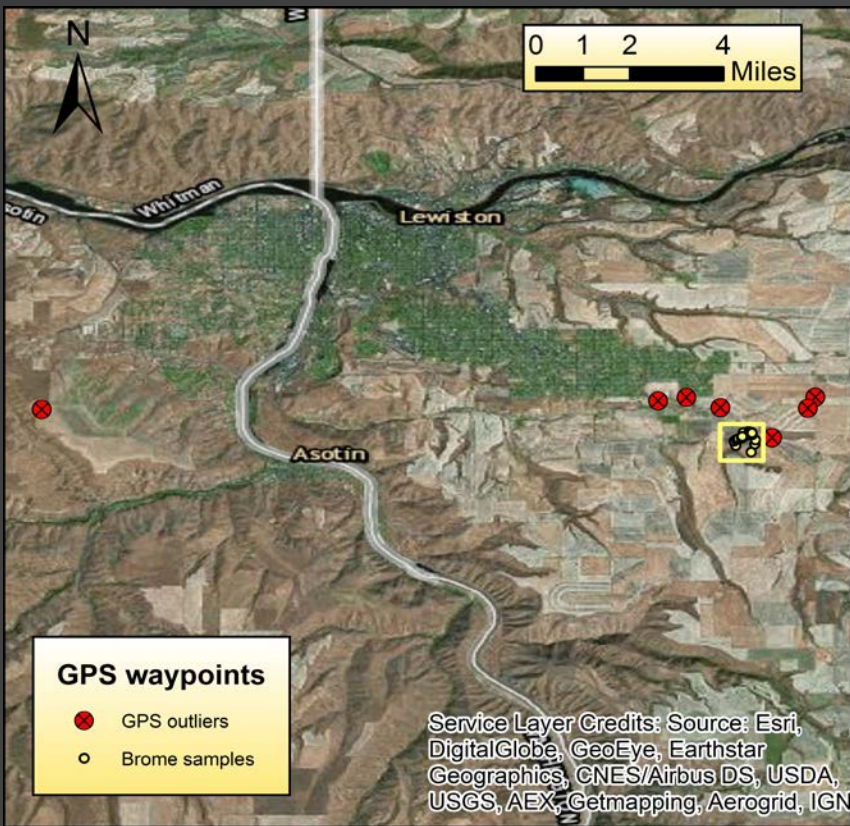 W
N
0 1 2 4
Miles
Whitman
sotin
Lewiston
Asotin
GPS waypoints
GPS outliers
Brome samples
Service Layer Credits: Source: Esri,
DigitalGlobe, GeoEye, Earthstar
Geographics, CNES/Airbus DS, USDA,
USGS, AEX, Getmapping, Aerogrid, IGN